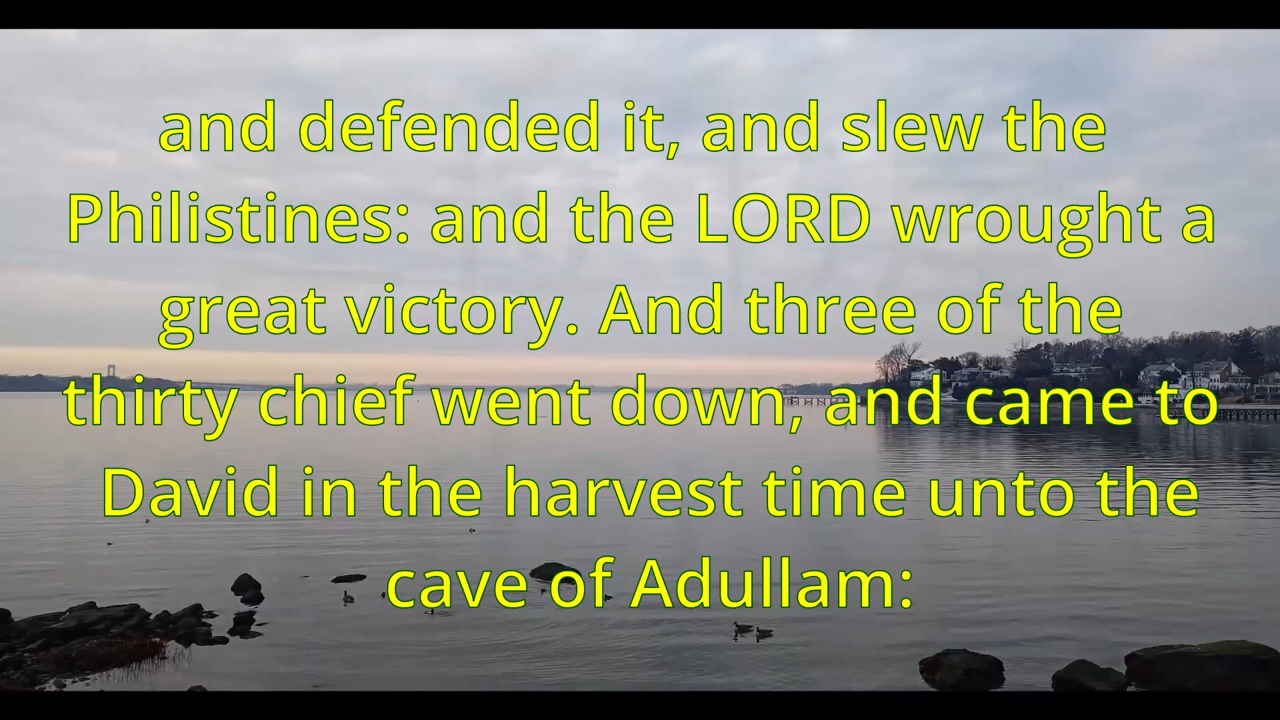 and defended it, and slew the
Philistines: and the LORD wrought a
great victory. And three of the
thirty chief went down, and came to
David in the harvest time unto the
cave of Adullam: